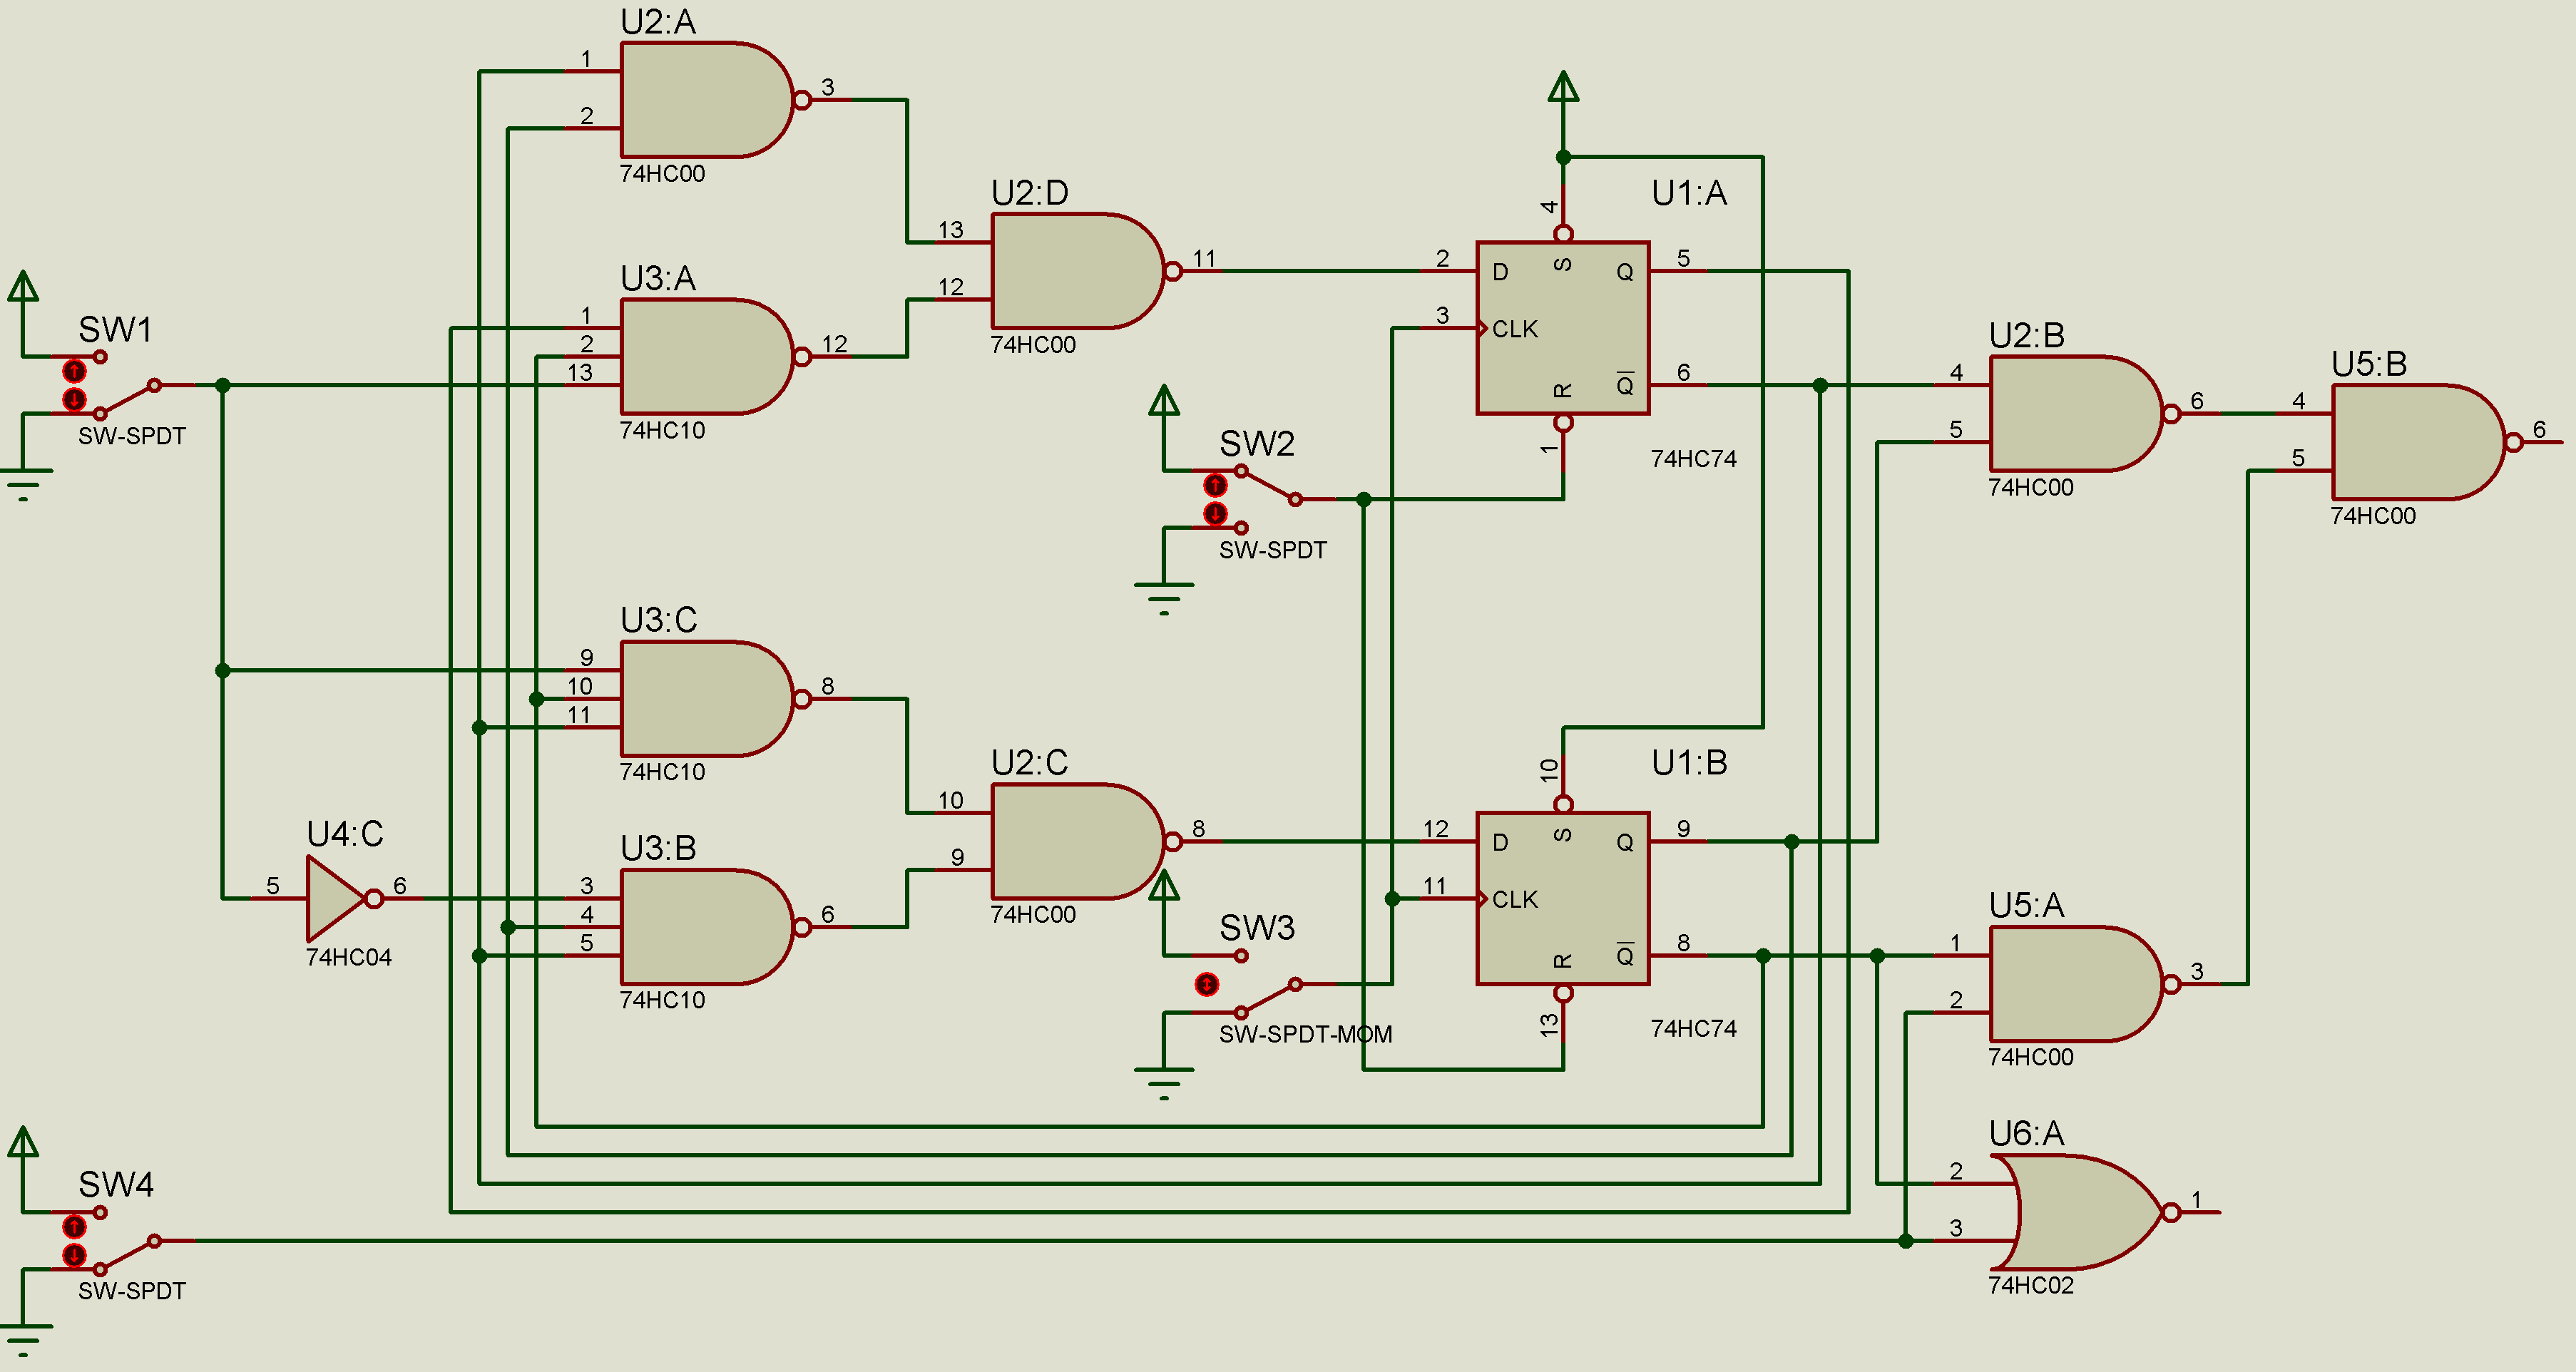 U2:A
1
2
3
74HC00
U2:D
13
12
11
74HC00
U3:A
1
2
13
12
74HC10
SW1
SW-SPDT
U1:A
4
2
D
S
Q
5
3
CLK
R
Q
6
1
74HC74
SW2
SW-SPDT
U2:B
4
5
6
74HC00
U5:B
4
5
6
74HC00
U3:C
9
10
11
8
74HC10
U2:C
10
9
8
74HC00
U4:C
5
6
74HC04
U3:B
3
4
5
6
74HC10
U1:B
10
12
D
S
Q
9
11
CLK
R
Q
8
13
74HC74
SW3
SW-SPDT-MOM
U5:A
1
2
3
74HC00
U6:A
2
3
1
74HC02
SW4
SW-SPDT